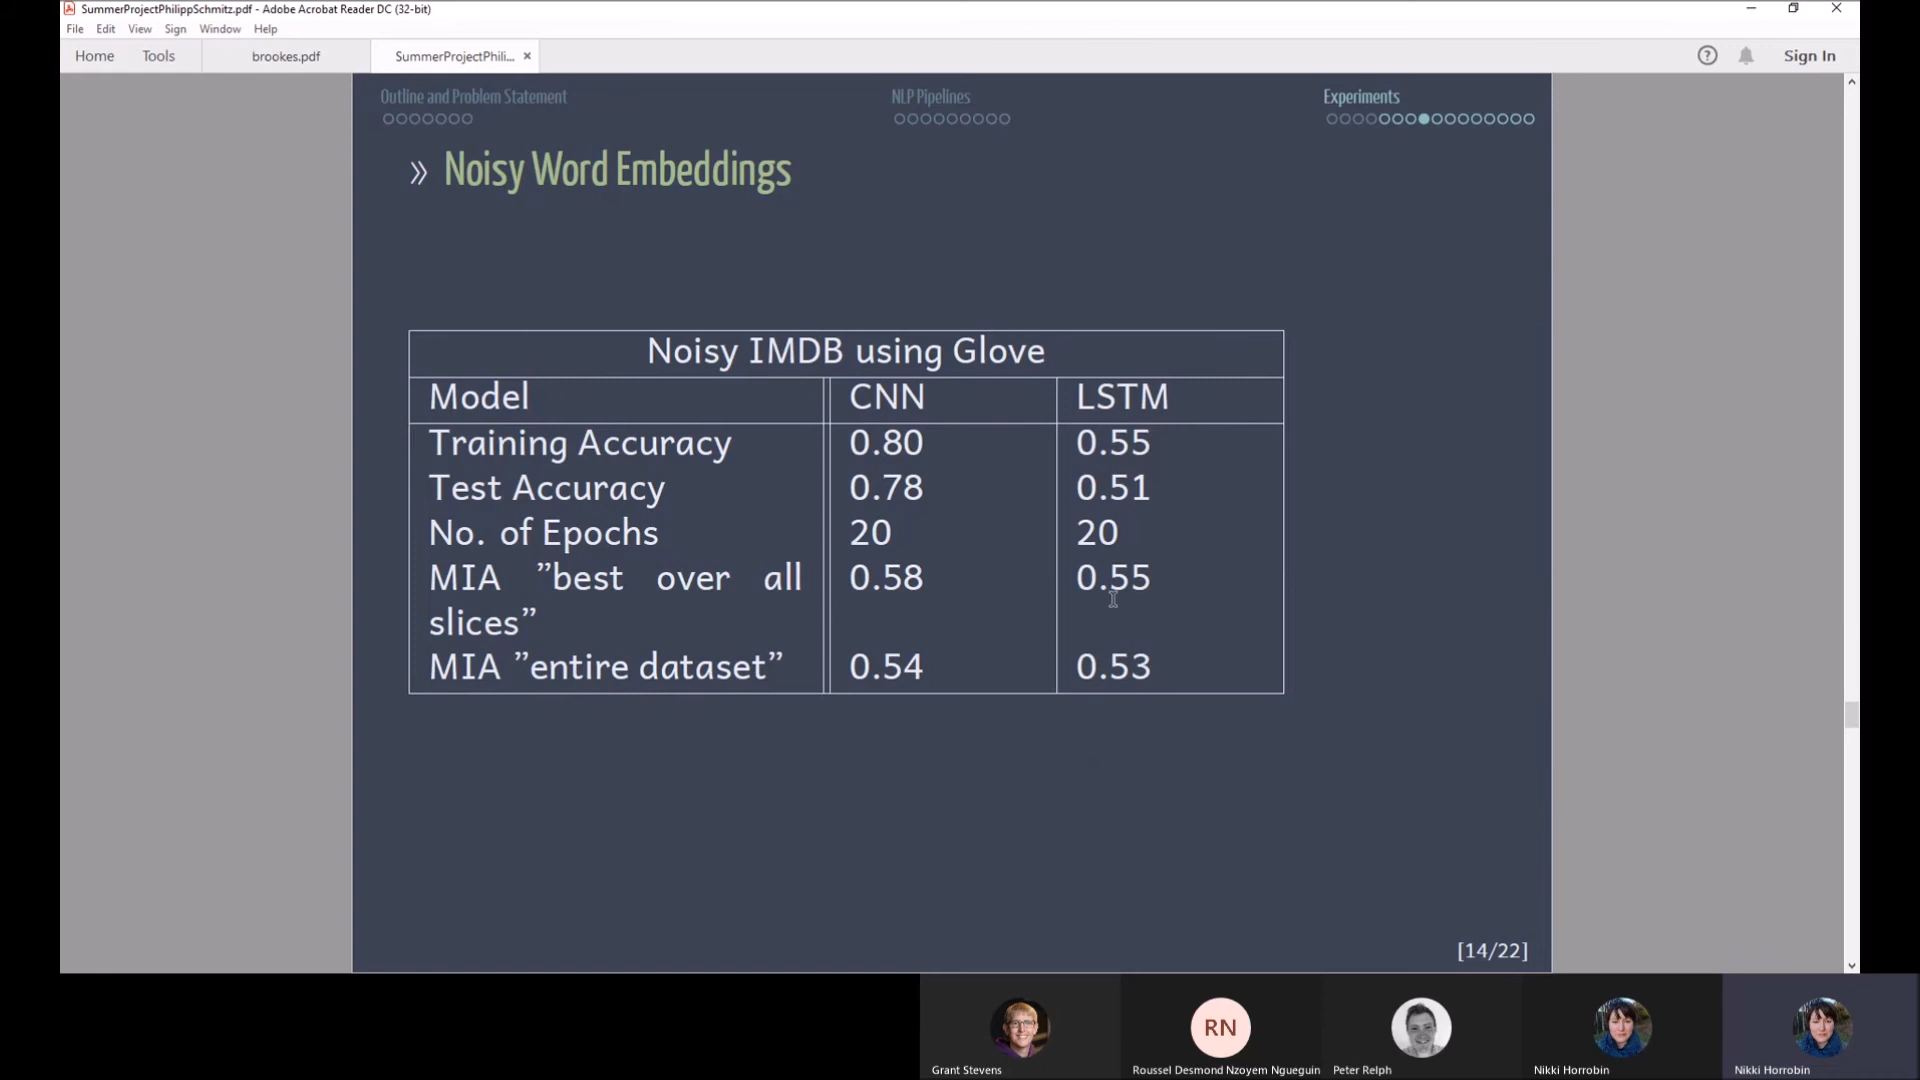 SummerProjectPhilippSchmitz.pdf - Adobe Acrobat Reader DC (32-bit)
File Edit View Sign Window Help
Home Tools brookes.pdf SummerProjectPhili... × Sign In
Outline and Problem Statement NLP Pipelines Experiments
» Noisy Word Embeddings
Noisy IMDB using Glove
Model CNN LSTM
Training Accuracy 0.80 0.55
Test Accuracy 0.78 0.51
No. of Epochs 20 20
MIA ”best over all 0.58 0.55
slices”
MIA ”entire dataset” 0.54 0.53
[14/22]
RN
Grant Stevens Roussel Desmond Nzoyem Ngueguin Peter Relph Nikki Horrobin Nikki Horrobin